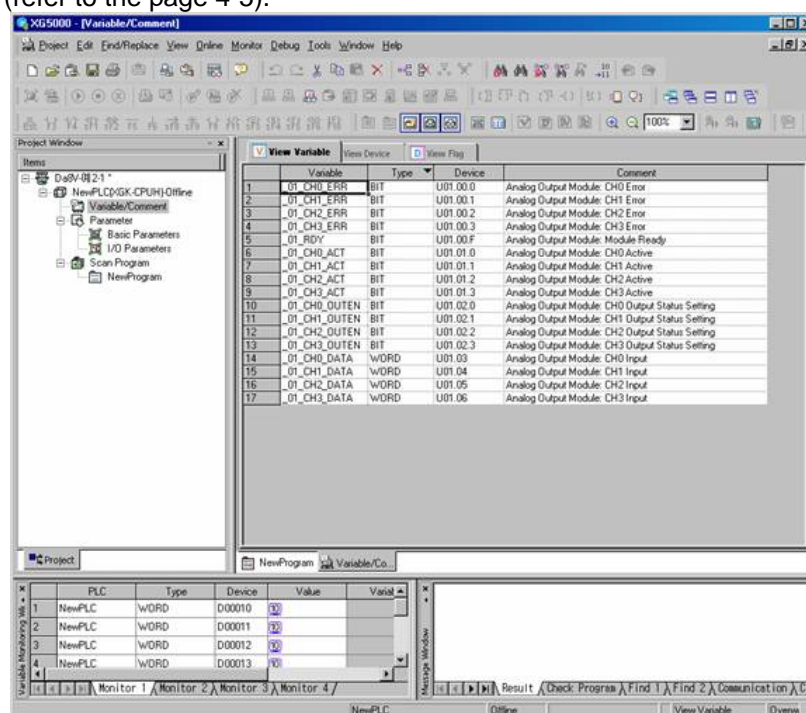 (refer to the page 4-5).
XG5000 - [Variable/Comment]
Project Edit Find/Replace View Online Monitor Debug Tools Window Help
100%
Project Window
Items
NewPLC(XGK-CPUH)-Offline
Variable/Comment
Parameter
Basic Parameters
I/O Parameters
Scan Program
NewProgram
Project
V View Variable View Device D View Flag
Variable Type Device Comment
1 _01_CH0_ERR BIT U01.00.0 Analog Output Module: CH0 Error
2 _01_CH1_ERR BIT U01.00.1 Analog Output Module: CH1 Error
3 _01_CH2_ERR BIT U01.00.2 Analog Output Module: CH2 Error
4 _01_CH3_ERR BIT U01.00.3 Analog Output Module: CH3 Error
5 _01_RDY BIT U01.00.F Analog Output Module: Module Ready
6 _01_CH0_ACT BIT U01.01.0 Analog Output Module: CH0 Active
7 _01_CH1_ACT BIT U01.01.1 Analog Output Module: CH1 Active
8 _01_CH2_ACT BIT U01.01.2 Analog Output Module: CH2 Active
9 _01_CH3_ACT BIT U01.01.3 Analog Output Module: CH3 Active
10 _01_CH0_OUTEN BIT U01.02.0 Analog Output Module: CH0 Output Status Setting
11 _01_CH1_OUTEN BIT U01.02.1 Analog Output Module: CH1 Output Status Setting
12 _01_CH2_OUTEN BIT U01.02.2 Analog Output Module: CH2 Output Status Setting
13 _01_CH3_OUTEN BIT U01.02.3 Analog Output Module: CH3 Output Status Setting
14 _01_CH0_DATA WORD U01.03 Analog Output Module: CH0 Input
15 _01_CH1_DATA WORD U01.04 Analog Output Module: CH1 Input
16 _01_CH2_DATA WORD U01.05 Analog Output Module: CH2 Input
17 _01_CH3_DATA WORD U01.06 Analog Output Module: CH3 Input
NewProgram Variable/Co...
PLC Type Device Value Variat
1 NewPLC WORD D00010 10
2 NewPLC WORD D00011 10
3 NewPLC WORD D00012 10
4 NewPLC WORD D00013 10
Variable Monitoring Wi
Monitor 1 Monitor 2 Monitor 3 Monitor 4
Message Window
Result Check Program Find 1 Find 2 Communication C
NewPLC Offline View Variable Overw